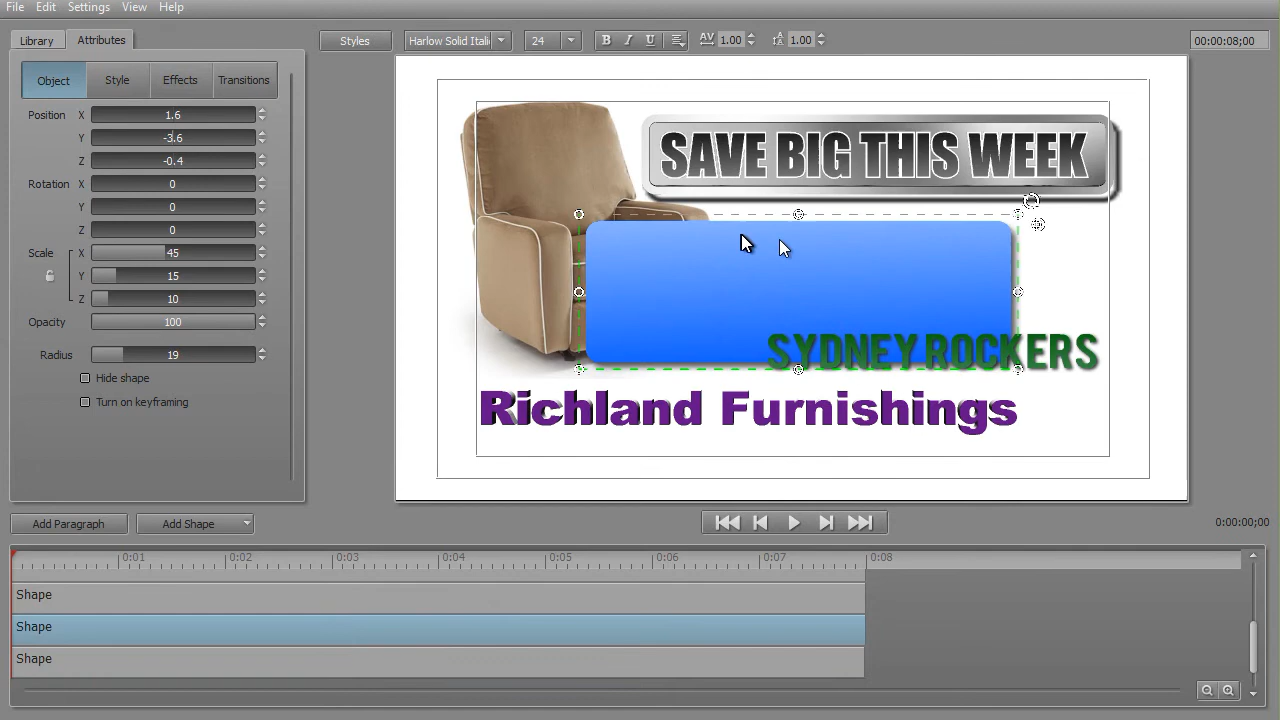 File Edit Settings View Help
Library Attributes Styles Harlow Solid Itali 24 B I U AV 1.00 A 1.00 00:00:08;00
Object Style Effects Transitions
Position X 1.6
Y -3.6
Z -0.4
Rotation X 0
Y 0
Z 0
Scale X 45
Y 15
Z 10
Opacity 100
Radius 19
Hide shape
Turn on keyframing
SAVE BIG THIS WEEK
SYDNEY ROCKERS
Richland Furnishings
Add Paragraph Add Shape 0:00:00;00
0:01 0:02 0:03 0:04 0:05 0:06 0:07 0:08
Shape
Shape
Shape